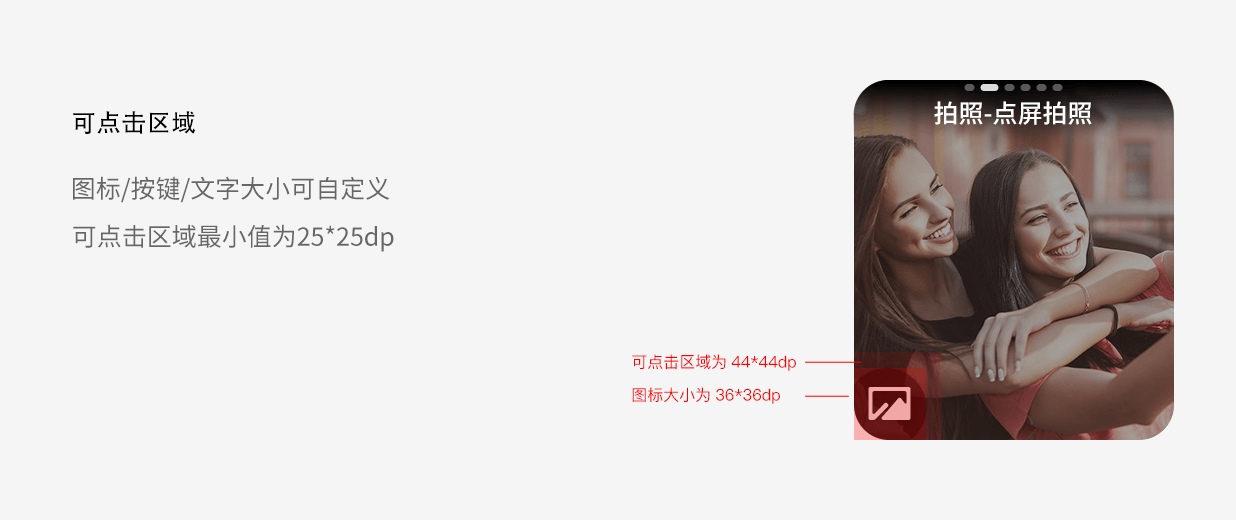 可点击区域
图标/按键/文字大小可自定义
可点击区域最小值为25*25dp
拍照-点屏拍照
可点击区域为 44*44dp
图标大小为 36*36dp